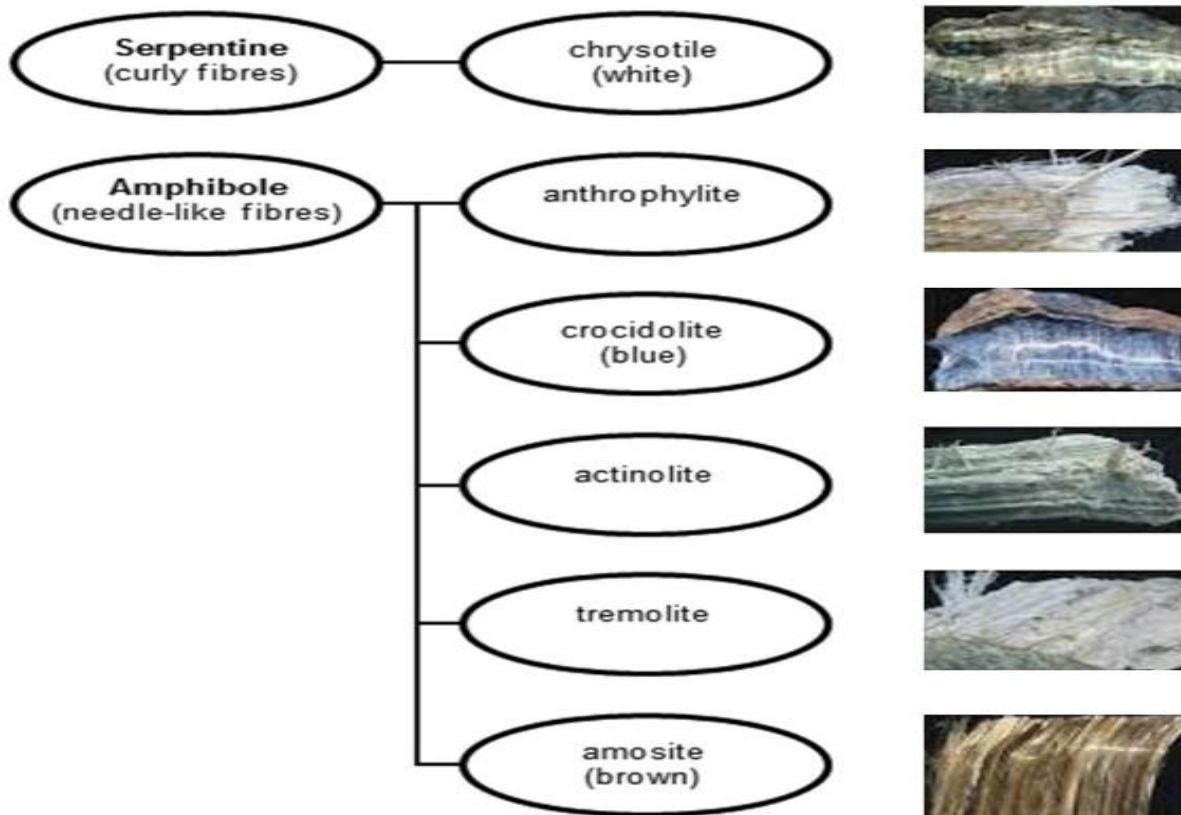 Serpentine
(curly fibres)
chrysotile
(white)
Amphibole
(needle-like fibres)
anthrophylite
crocidolite
(blue)
actinolite
tremolite
amosite
(brown)